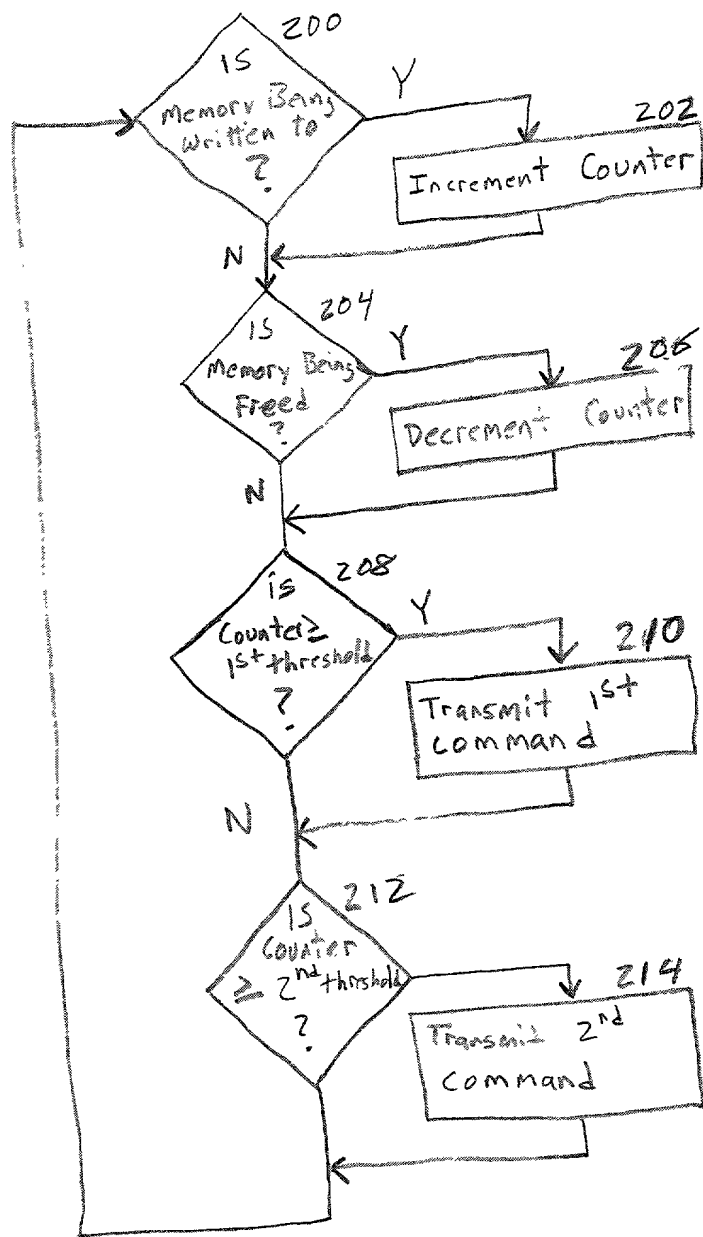 200
Is
Memory Being
Written to
?
Y
202
Increment Counter
N
204
Is
Memory Being
Freed
?
Y
206
Decrement Counter
N
208
is
Counter ≥
1st threshold
?
Y
210
Transmit 1st
command
N
212
Is
Counter
≥ 2nd threshold
?
214
Transmit 2nd
command